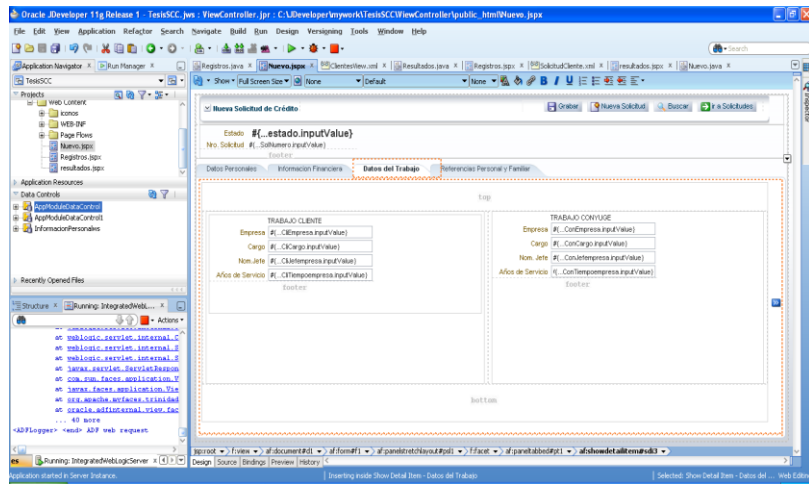 Oracle JDeveloper 11g Release 1 - TesisSCC.jws : ViewController.jpr : C:\JDeveloper\mywork\TesisSCC\ViewController\public_html\Nuevo.jspx
File Edit View Application Refactor Search Navigate Build Run Design Versioning Tools Window Help
Search
Application Navigator Run Manager
Registros.java Nuevo.jspx ClientesView.xml Resultados.java Registros.jspx SolicitudCliente.xml resultados.jspx Nuevo.java
TesisSCC
Show Full Screen Size None Default None
Projects
Web Content
iconos
WEB-INF
Page Flows
Nuevo.jspx
Registros.jspx
resultados.jspx
Application Resources
Data Controls
AppModuleDataControl
AppModuleDataControl1
InformacionPersonalws
Recently Opened Files
Nueva Solicitud de Crédito
Grabar Nueva Solicitud Buscar Ir a Solicitudes
Estado #{...estado.inputValue}
Nro. Solicitud #{...SolNumero.inputValue}
footer
Datos Personales Informacion Financiera Datos del Trabajo Referencias Personal y Familiar
top
TRABAJO CLIENTE
Empresa #{...CliEmpresa.inputValue}
Cargo #{...CliCargo.inputValue}
Nom.Jefe #{...CliJefempresa.inputValue}
Años de Servicio #{...CliTiempoempresa.inputValue}
footer
TRABAJO CONYUGE
Empresa #{...ConEmpresa.inputValue}
Cargo #{...ConCargo.inputValue}
Nom. Jefe #{...ConJefempresa.inputValue}
Años de Servicio #{...ConTiempoempresa.inputValue}
footer
bottom
Structure Running: IntegratedWebL...
Actions
at weblogic.servlet.internal.S
at weblogic.servlet.internal.S
at javax.servlet.ServletRespon
at com.sun.faces.application.V
at javax.faces.application.Vie
at org.apache.myfaces.trinidad
at oracle.adfinternal.view.fac
... 40 more
<ADFLogger> <end> ADF web request
es Running: IntegratedWebLogicServer
jsp:root f:view af:document#d1 af:form#f1 af:panelstretchlayout#psl1 f:facet af:paneltabbed#pt1 af:showdetailitem#sdi3
Design Source Bindings Preview History
Application started in Server Instance. Inserting inside Show Detail Item - Datos del Trabajo Selected: Show Detail Item - Datos del ... Web Editing